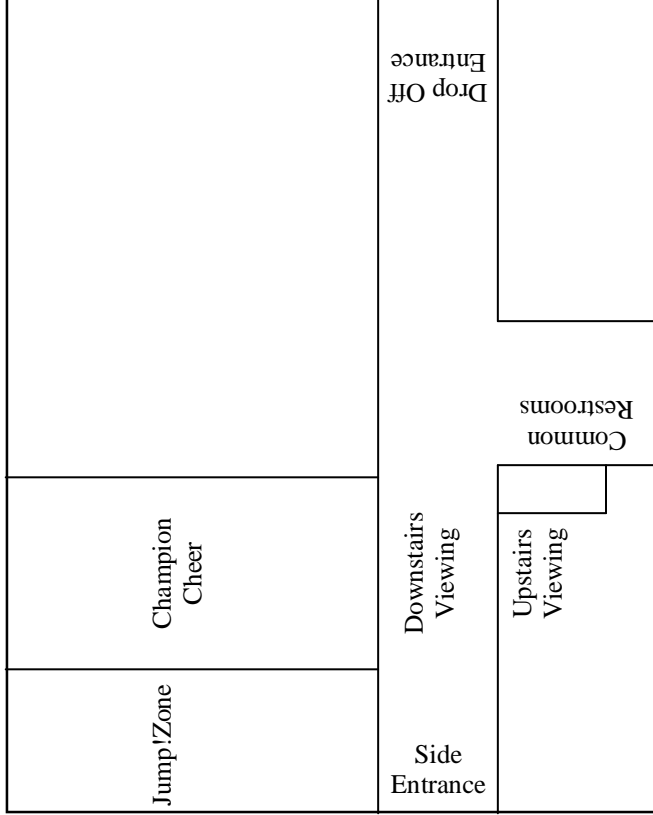 Drop Off
Entrance
Common
Restrooms
Champion
Cheer
Downstairs
Viewing
Upstairs
Viewing
Jump!Zone
Side
Entrance